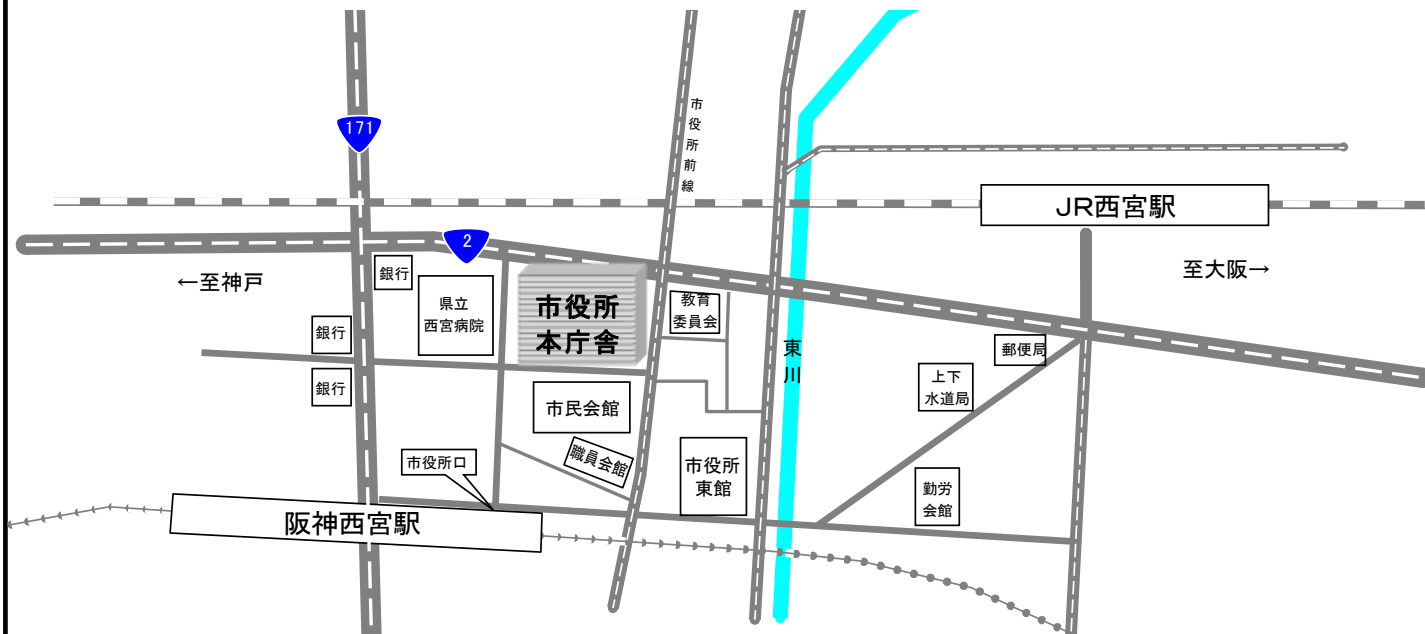 171
市役所前線
JR西宮駅
2
←至神戸
銀行
至大阪→
県立
西宮病院
市役所
本庁舎
教育
委員会
銀行
東川
郵便局
銀行
上下
水道局
市民会館
職員会館
市役所口
市役所
東館
勤労
会館
阪神西宮駅